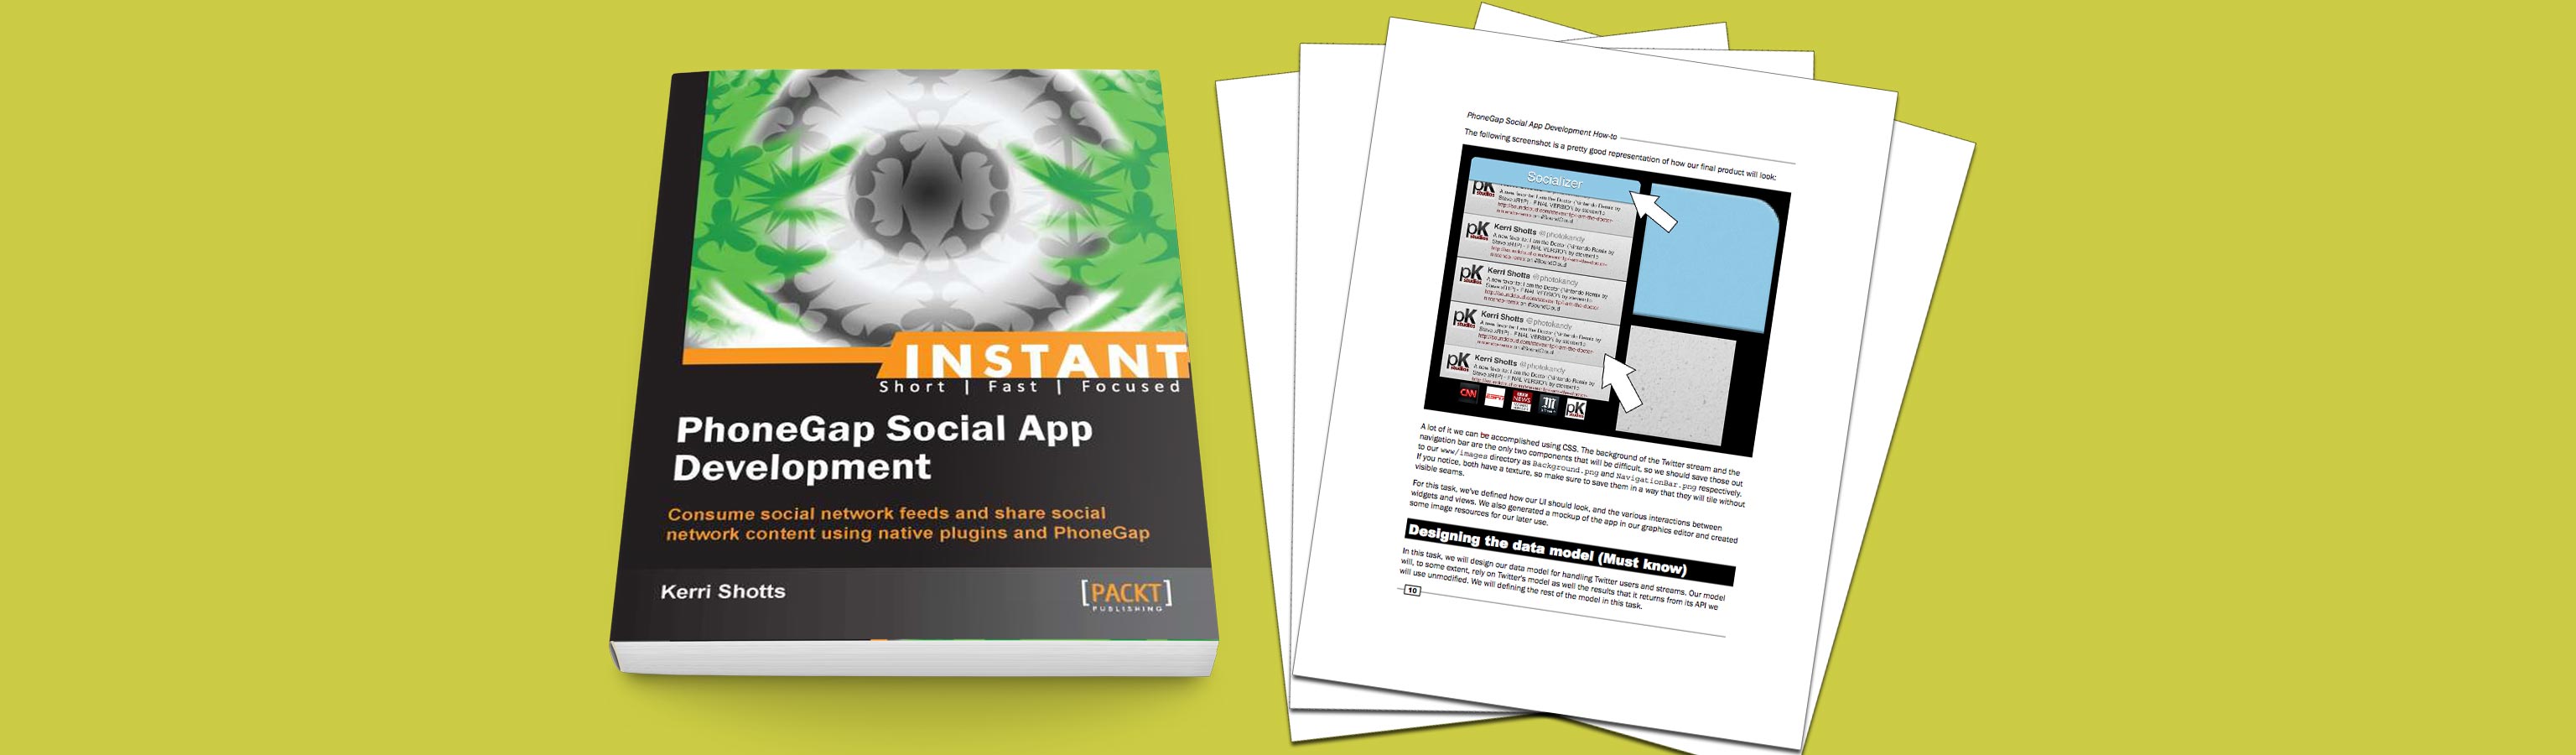 INSTANT
Short | Fast | Focused
PhoneGap Social App
Development
Consume social network feeds and share social
network content using native plugins and PhoneGap
Kerri Shotts
[PACKT]
PUBLISHING
PhoneGap Social App Development How-to
The following screenshot is a pretty good representation of how our final product will look:
Socializer
pK
Kerri Shotts @photokandy
pK
Kerri Shotts @photokandy
pK
Kerri Shotts @photokandy
pK
Kerri Shotts @photokandy
pK
CNN
NEWS
pK
A lot of it we can be accomplished using CSS. The background of the Twitter stream and the
navigation bar are the only two components that will be difficult, so we should save those out
to our www/images directory as Background.png and NavigationBar.png respectively.
If you notice, both have a texture, so make sure to save them in a way that they will tile without
visible seams.
For this task, we've defined how our UI should look, and the various interactions between
widgets and views. We also generated a mockup of the app in our graphics editor and created
some image resources for our later use.
Designing the data model (Must know)
In this task, we will design our data model for handling Twitter users and streams. Our model
will, to some extent, rely on Twitter's model as well the results that it returns from its API we
will use unmodified. We will defining the rest of the model in this task.
10